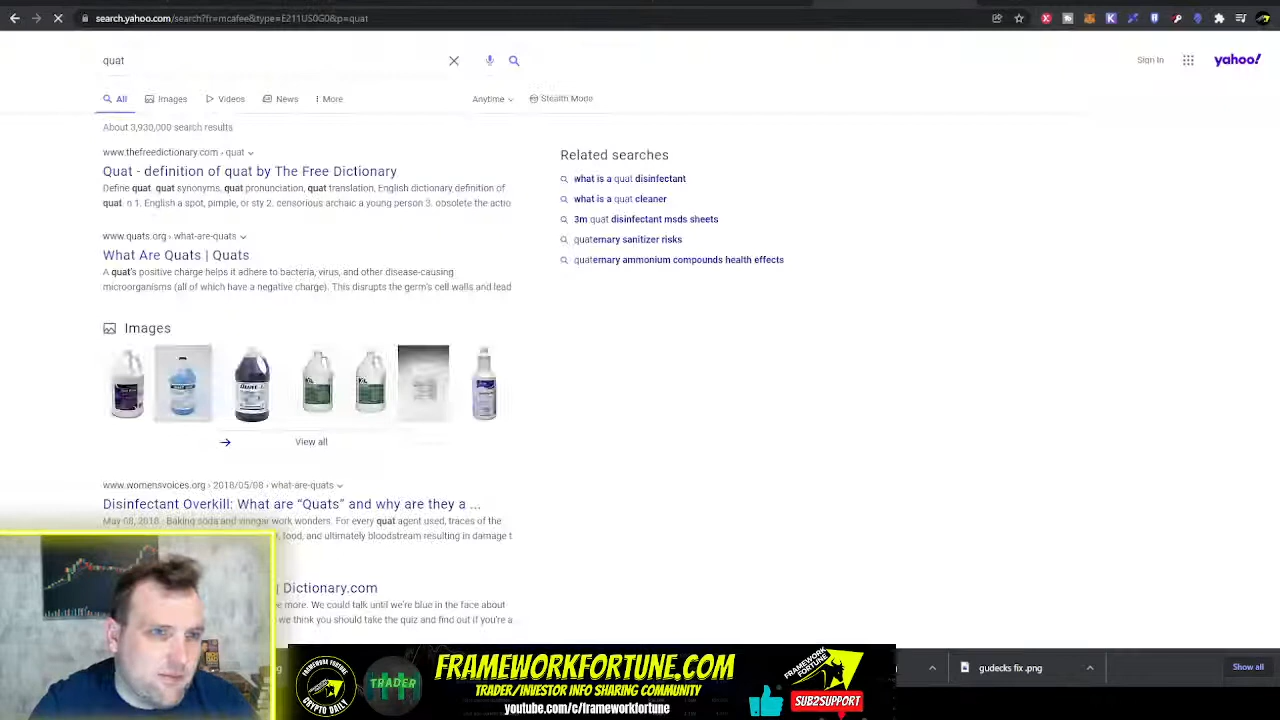 search.yahoo.com/search?fr=mcafee&type=E211US0G0&p=quat
quat
Sign In
yahoo!
All
Images
Videos
News
More
Anytime
Stealth Mode
About 3,930,000 search results
www.thefreedictionary.com › quat
Quat - definition of quat by The Free Dictionary
Define quat. quat synonyms, quat pronunciation, quat translation, English dictionary definition of
quat. n 1. English a spot, pimple, or sty 2. censorious archaic a young person 3. obsolete the actio
www.quats.org › what-are-quats
What Are Quats | Quats
A quat's positive charge helps it adhere to bacteria, virus, and other disease-causing
microorganisms (all of which have a negative charge). This disrupts the germ's cell walls and lead
Images
View all
www.womensvoices.org › 2018/05/08 › what-are-quats
Disinfectant Overkill: What are “Quats” and why are they a ...
May 08, 2018 · Baking soda and vinegar work wonders. For every quat agent used, traces of the
, food, and ultimately bloodstream resulting in damage t
| Dictionary.com
e more. We could talk until we're blue in the face about
we think you should take the quiz and find out if you're a
Related searches
what is a quat disinfectant
what is a quat cleaner
3m quat disinfectant msds sheets
quaternary sanitizer risks
quaternary ammonium compounds health effects
FRAMEWORK FORTUNE
CRYPTO DAILY
TRADER
FRAMEWORKFORTUNE.COM
TRADER/INVESTOR INFO SHARING COMMUNITY
youtube.com/c/frameworkfortune
FRAMEWORK FORTUNE
SUB2SUPPORT
gudecks fix .png
Show all